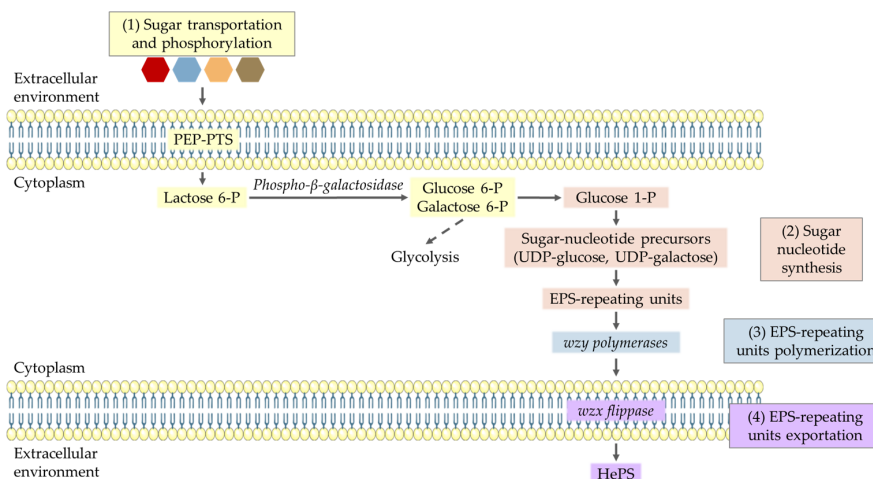 (1) Sugar transportation
and phosphorylation
Extracellular
environment
PEP-PTS
Cytoplasm
Lactose 6-P
Phospho-β-galactosidase
Glucose 6-P
Galactose 6-P
Glucose 1-P
Glycolysis
Sugar-nucleotide precursors
(UDP-glucose, UDP-galactose)
(2) Sugar
nucleotide
synthesis
EPS-repeating units
wzy polymerases
(3) EPS-repeating
units polymerization
Cytoplasm
wzx flippase
(4) EPS-repeating
units exportation
Extracellular
environment
HePS